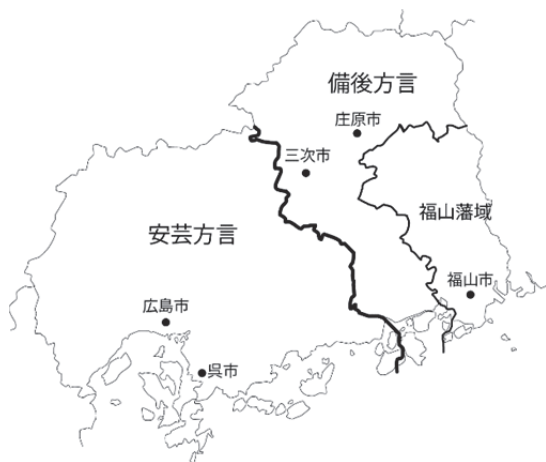 備後方言
庄原市
三次市
福山藩域
安芸方言
福山市
広島市
呉市